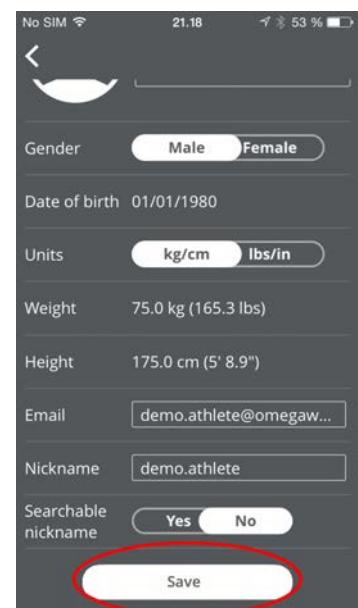 No SIM 21.18 53 %
Gender Male Female
Date of birth 01/01/1980
Units kg/cm lbs/in
Weight 75.0 kg (165.3 lbs)
Height 175.0 cm (5' 8.9")
Email demo.athlete@omegaw...
Nickname demo.athlete
Searchable
nickname Yes No
Save